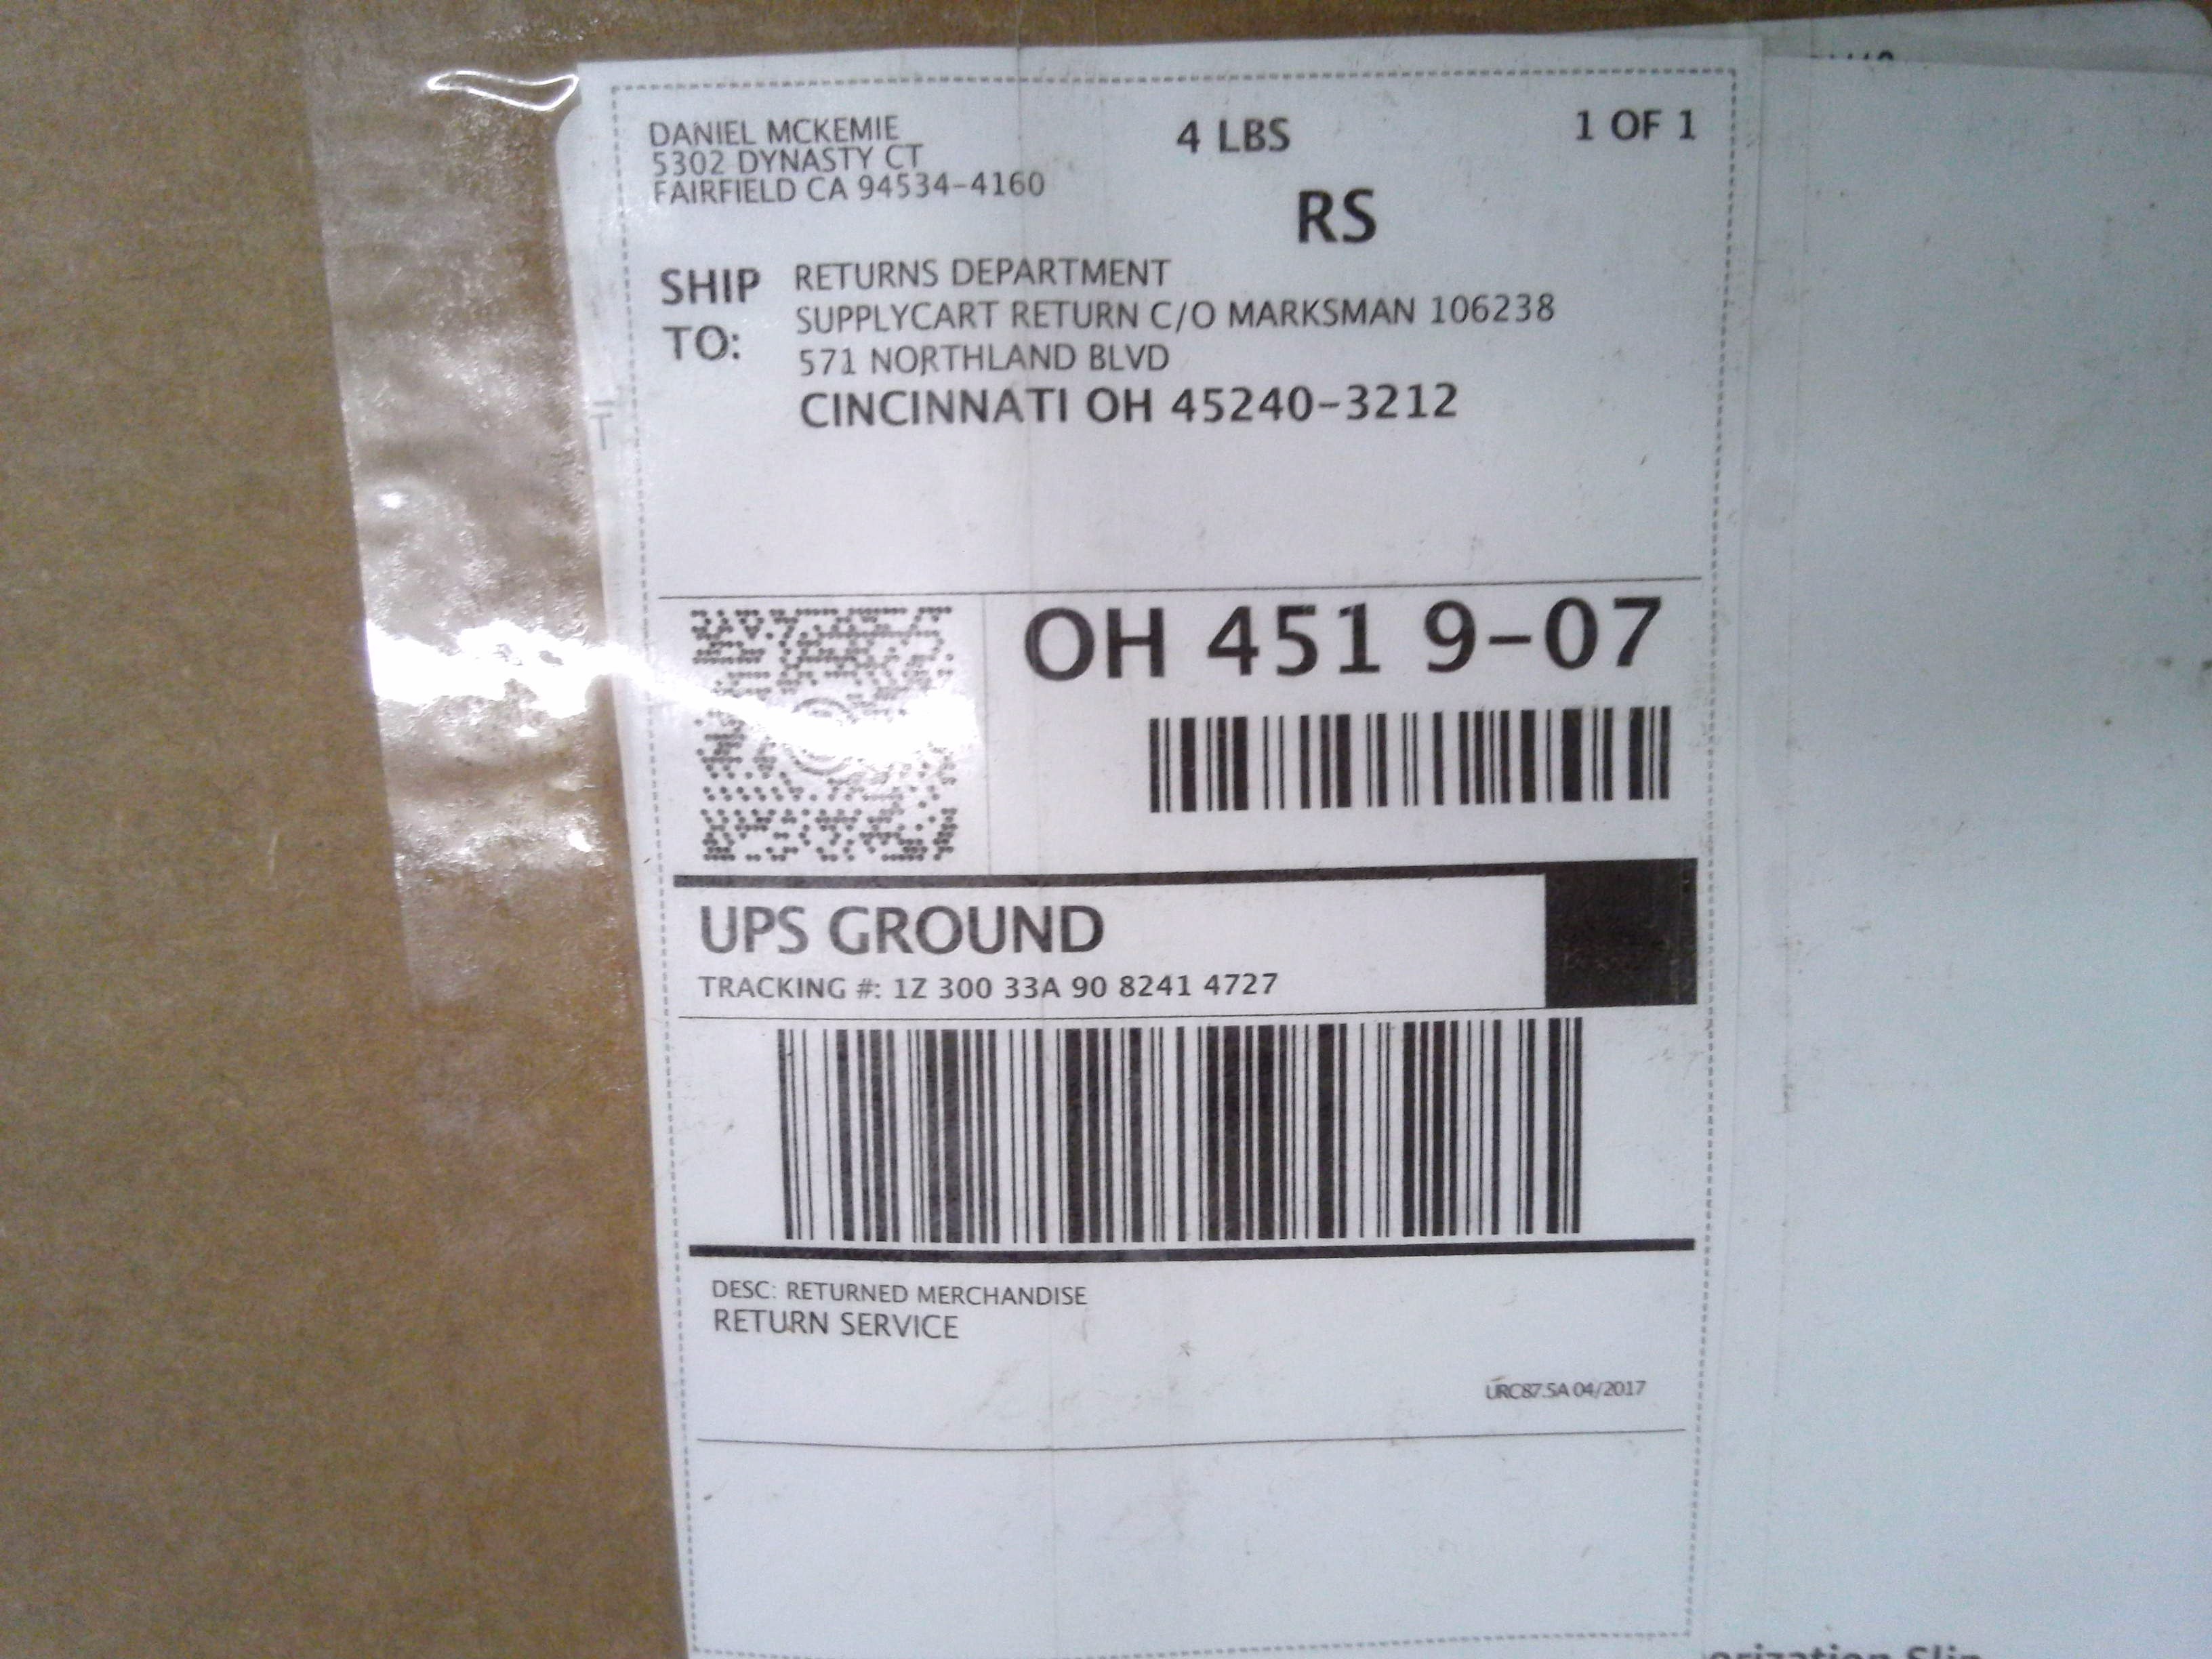 DANIEL MCKEMIE
5302 DYNASTY CT
FAIRFIELD CA 94534-4160
4 LBS
1 OF 1
RS
SHIP TO:
RETURNS DEPARTMENT
SUPPLYCART RETURN C/O MARKSMAN 106238
571 NORTHLAND BLVD
CINCINNATI OH 45240-3212
OH 451 9-07
UPS GROUND
TRACKING #: 1Z 300 33A 90 8241 4727
DESC: RETURNED MERCHANDISE
RETURN SERVICE
URC87.5A 04/2017
Slip